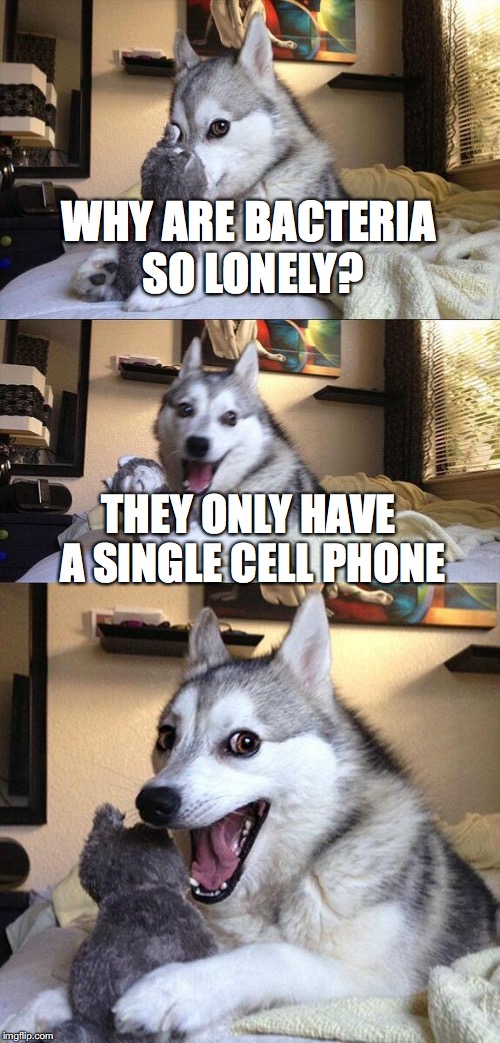 WHY ARE BACTERIA
SO LONELY?
THEY ONLY HAVE
A SINGLE CELL PHONE
imgflip.com